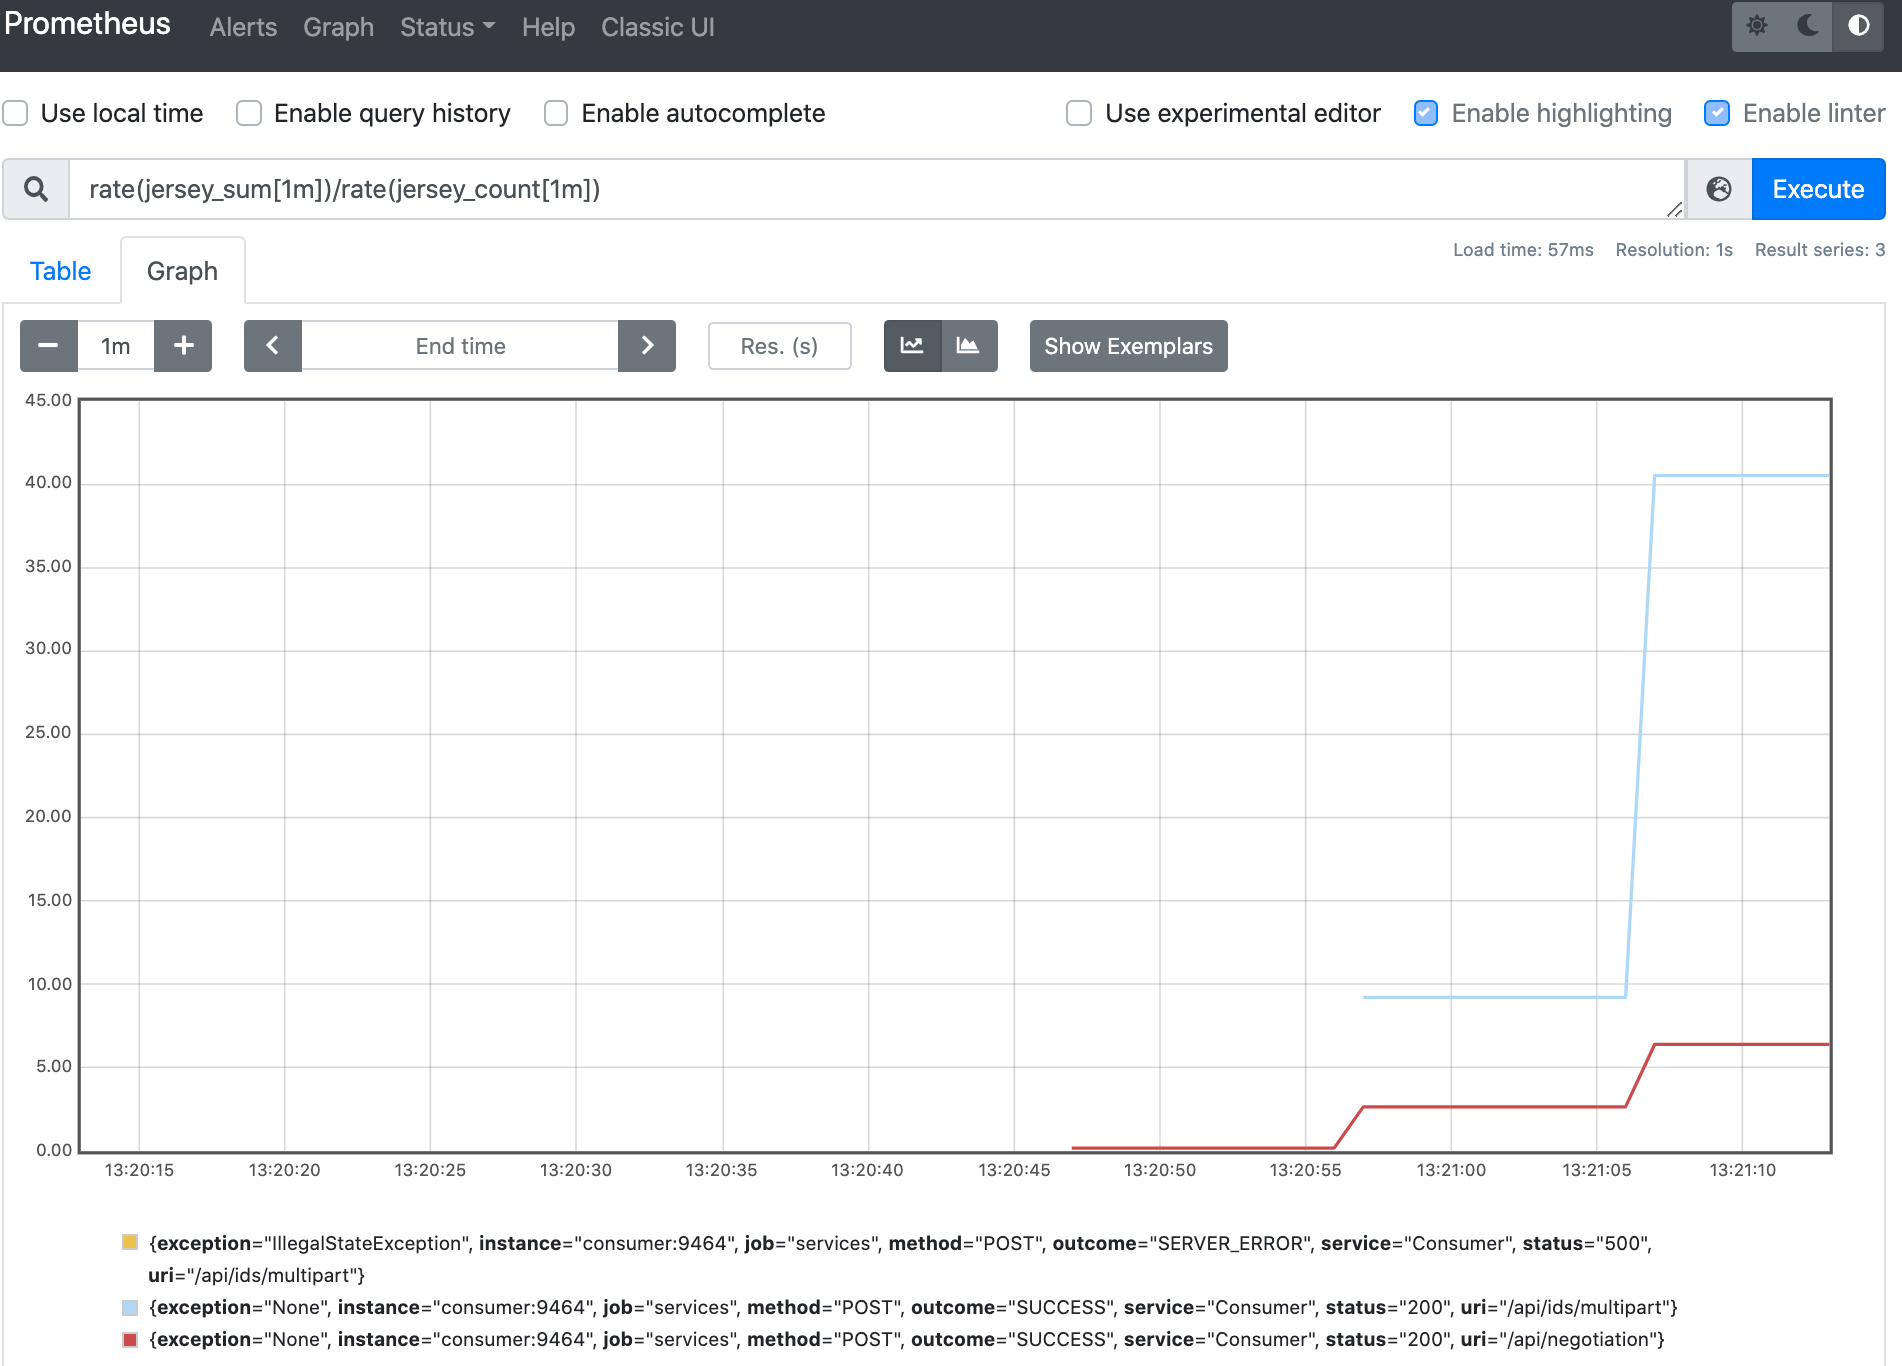 Prometheus Alerts Graph Status Help Classic UI
Use local time Enable query history Enable autocomplete Use experimental editor Enable highlighting Enable linter
rate(jersey_sum[1m])/rate(jersey_count[1m]) Execute
Load time: 57ms Resolution: 1s Result series: 3
Table Graph
1m End time Res. (s) Show Exemplars
45.00
40.00
35.00
30.00
25.00
20.00
15.00
10.00
5.00
0.00
13:20:15 13:20:20 13:20:25 13:20:30 13:20:35 13:20:40 13:20:45 13:20:50 13:20:55 13:21:00 13:21:05 13:21:10
{exception="IllegalStateException", instance="consumer:9464", job="services", method="POST", outcome="SERVER_ERROR", service="Consumer", status="500",
uri="/api/ids/multipart"}
{exception="None", instance="consumer:9464", job="services", method="POST", outcome="SUCCESS", service="Consumer", status="200", uri="/api/ids/multipart"}
{exception="None", instance="consumer:9464", job="services", method="POST", outcome="SUCCESS", service="Consumer", status="200", uri="/api/negotiation"}